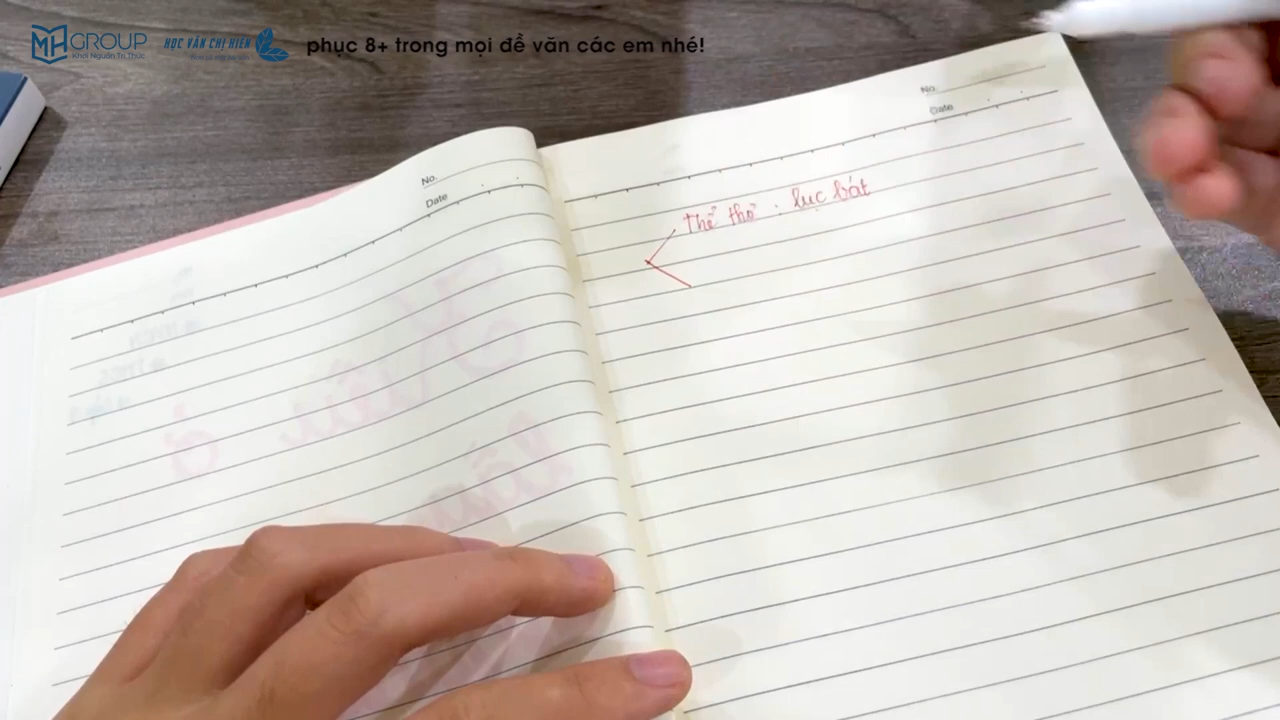 MH GROUP
Khơi Nguồn Tri Thức
HỌC VĂN CHỊ HIÊN
phục 8+ trong mọi đề văn các em nhé!
No.
Date
No.
Date
Thể thơ : lục bát